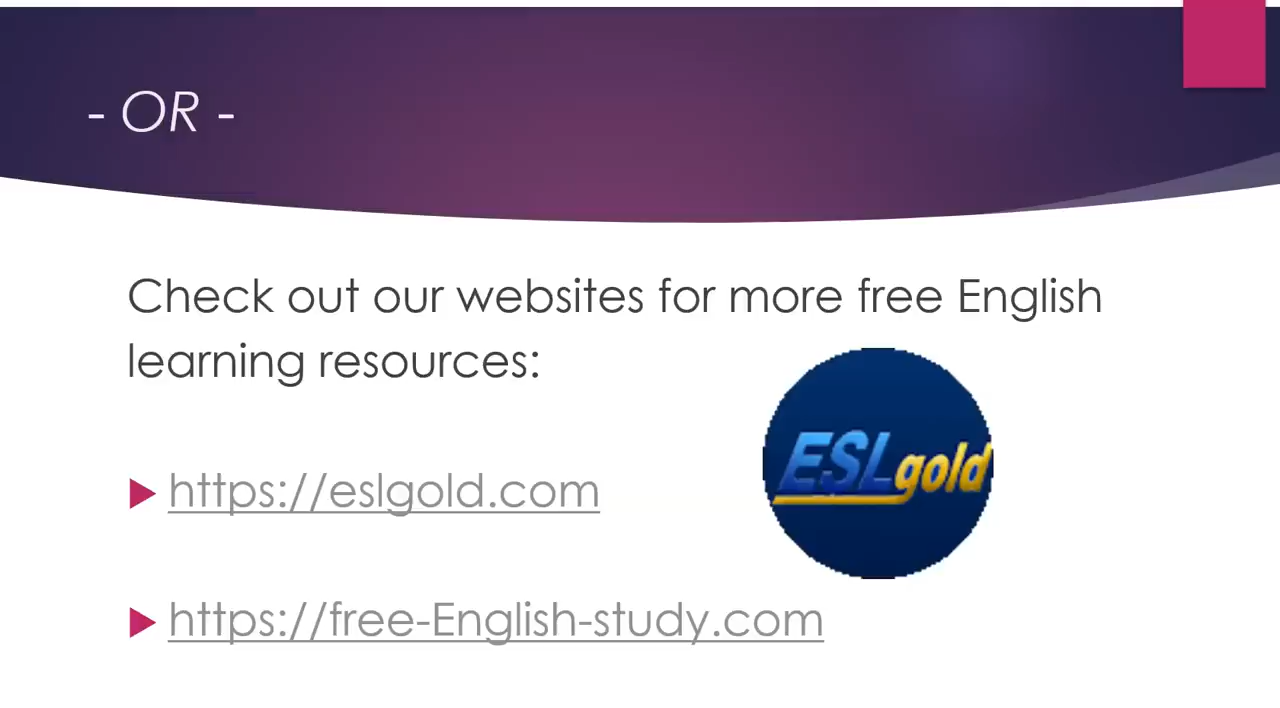 - OR -
Check out our websites for more free English
learning resources:
https://eslgold.com
ESLgold
https://free-English-study.com